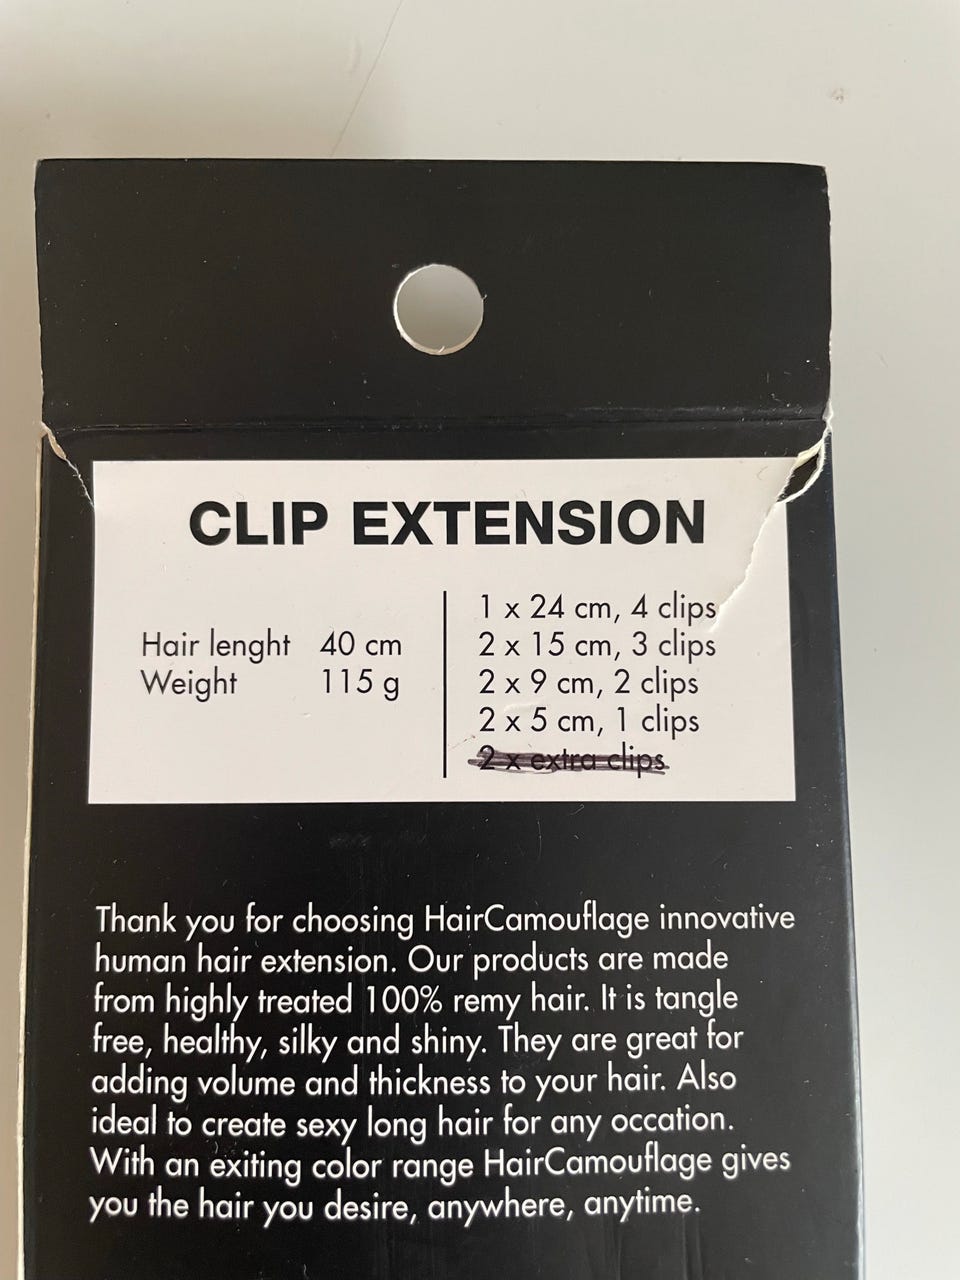 CLIP EXTENSION
Hair lenght 40 cm
Weight 115 g
1 x 24 cm, 4 clips
2 x 15 cm, 3 clips
2 x 9 cm, 2 clips
2 x 5 cm, 1 clips
2 x extra clips
Thank you for choosing HairCamouflage innovative
human hair extension. Our products are made
from highly treated 100% remy hair. It is tangle
free, healthy, silky and shiny. They are great for
adding volume and thickness to your hair. Also
ideal to create sexy long hair for any occation.
With an exiting color range HairCamouflage gives
you the hair you desire, anywhere, anytime.